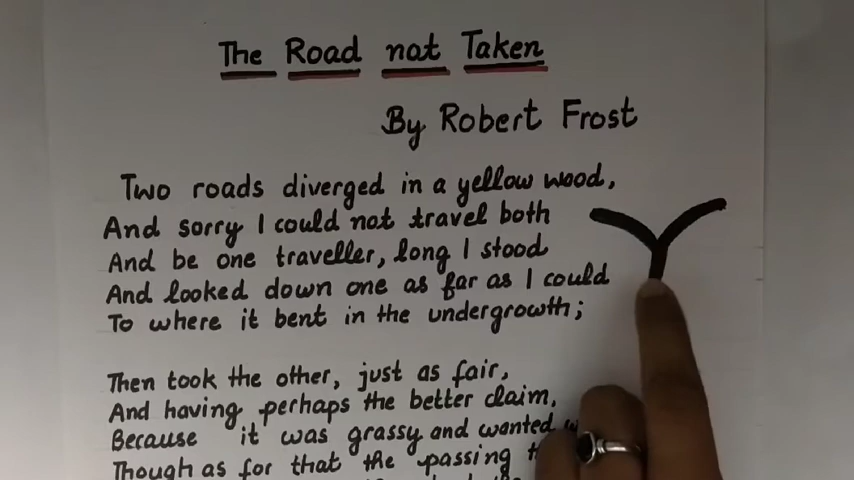 The Road not Taken
By Robert Frost
Two roads diverged in a yellow wood,
And sorry I could not travel both
And be one traveller, long I stood
And looked down one as far as I could
To where it bent in the undergrowth;
Then took the other, just as fair,
And having perhaps the better claim,
Because it was grassy and wanted
Though as for that the passing